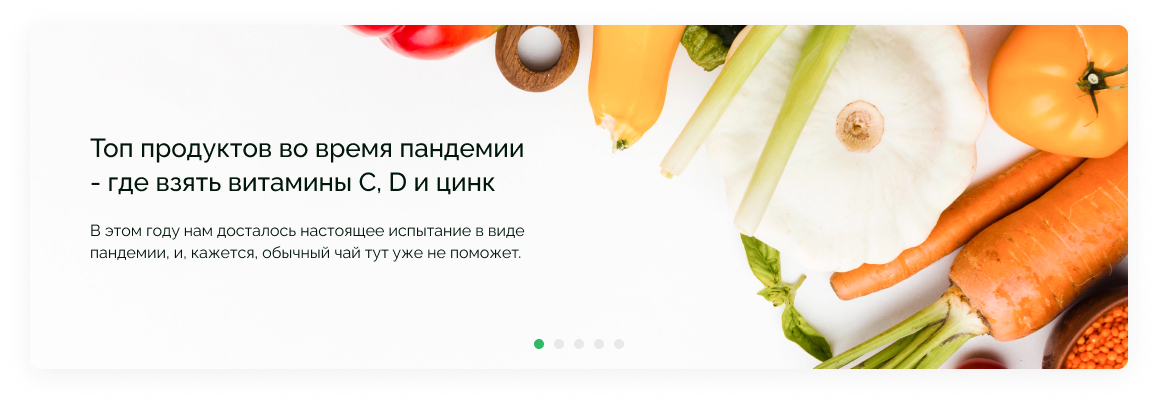 Топ продуктов во время пандемии
- где взять витамины C, D и цинк
В этом году нам досталось настоящее испытание в виде
пандемии, и, кажется, обычный чай тут уже не поможет.